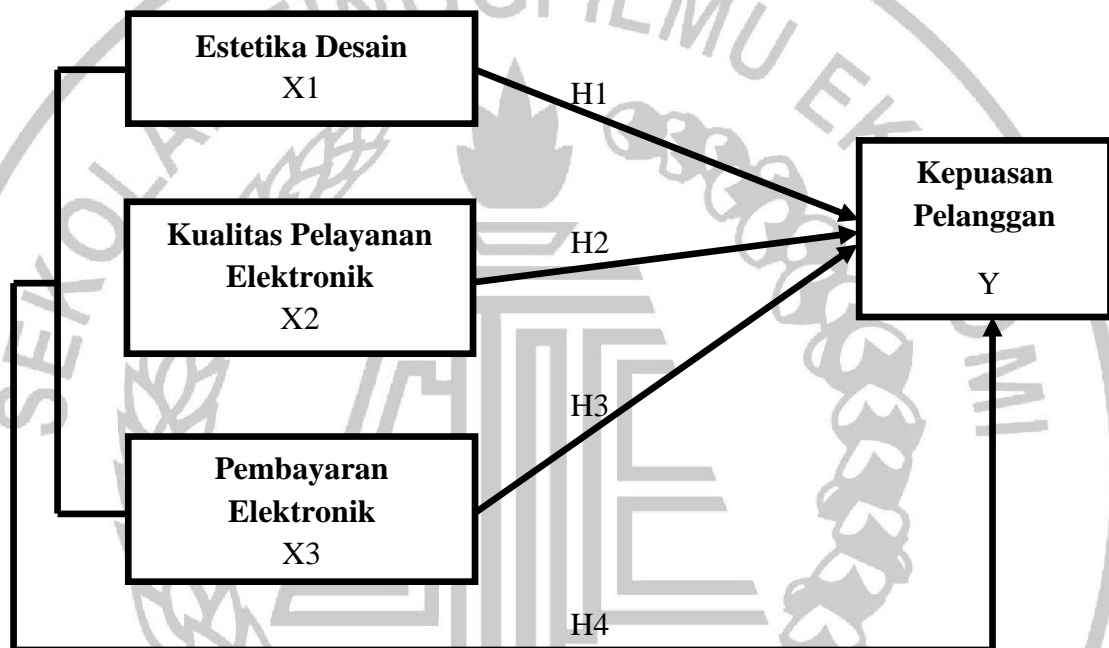 Estetika Desain
X1
H1
Kualitas Pelayanan
Elektronik
X2
H2
Kepuasan
Pelanggan
Y
Pembayaran
Elektronik
X3
H3
H4